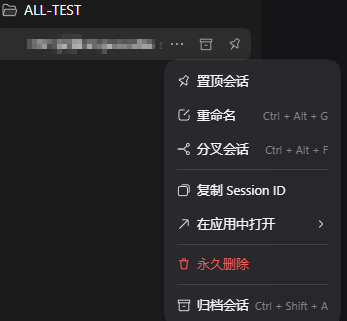 ALL-TEST
置顶会话
重命名 Ctrl + Alt + G
分叉会话 Ctrl + Alt + F
复制 Session ID
在应用中打开
永久删除
归档会话 Ctrl + Shift + A